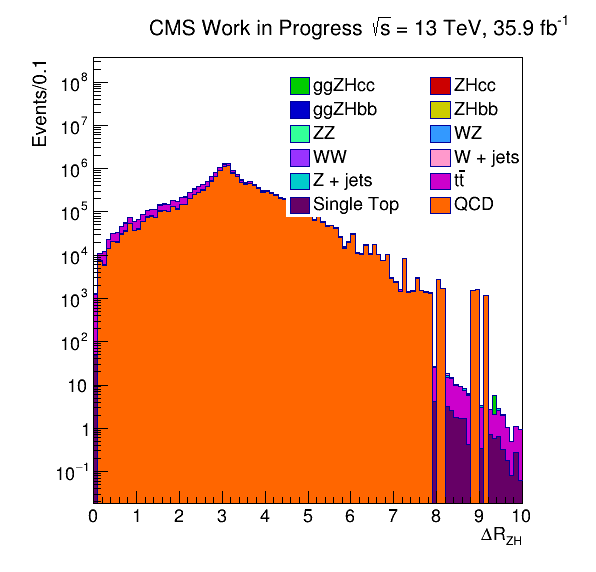 CMS Work in Progress √s = 13 TeV, 35.9 fb⁻¹
Events/0.1
10⁸
10⁷
10⁶
10⁵
10⁴
10³
10²
10
1
10⁻¹
ggZHcc ZHcc
ggZHbb ZHbb
ZZ WZ
WW W + jets
Z + jets tt̄
Single Top QCD
0 1 2 3 4 5 6 7 8 9 10
ΔR_ZH